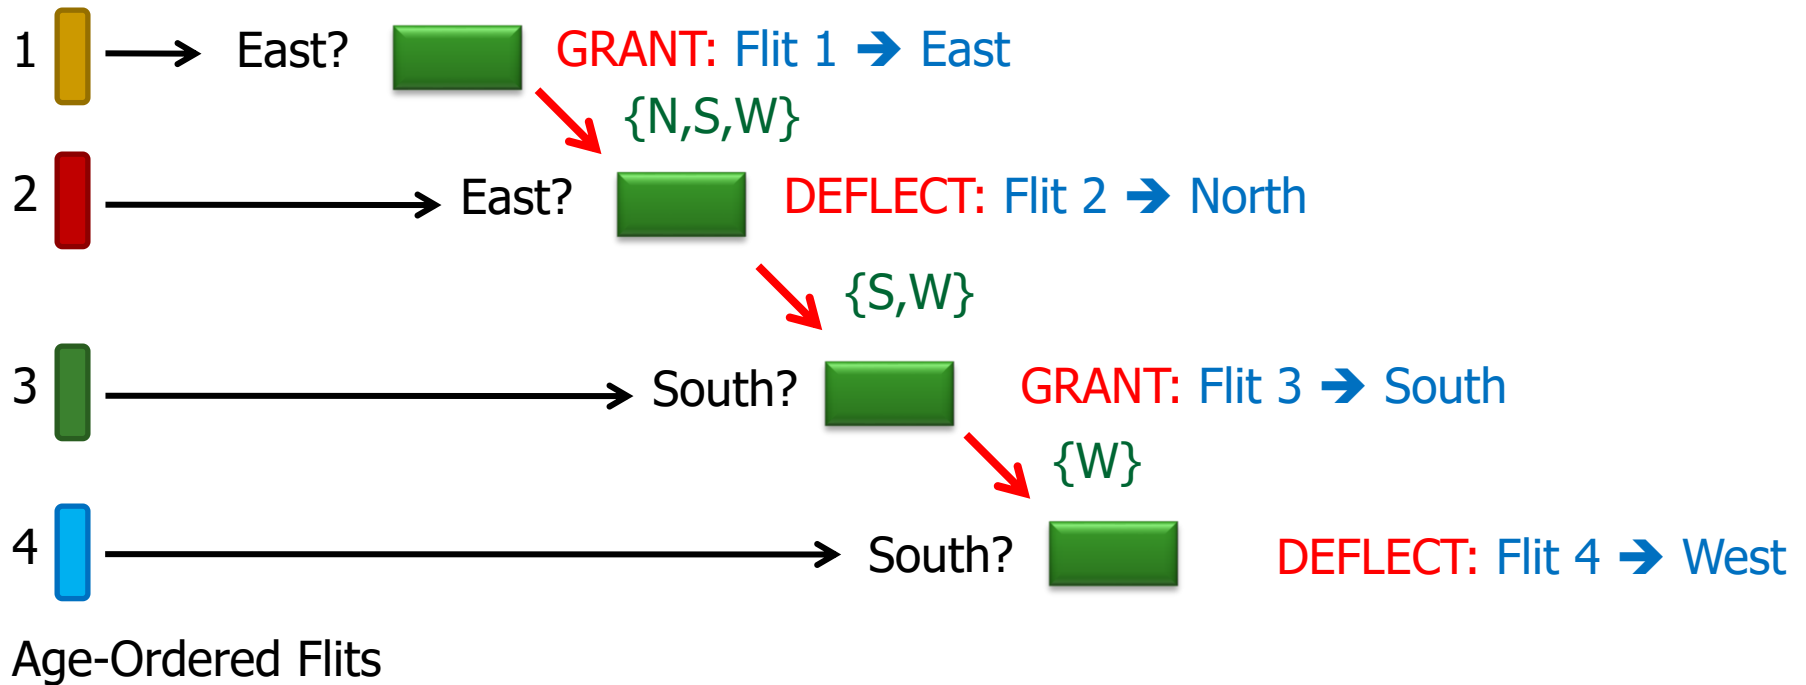 1 East? GRANT: Flit 1 ➔ East
{N,S,W}
2 East? DEFLECT: Flit 2 ➔ North
{S,W}
3 South? GRANT: Flit 3 ➔ South
{W}
4 South? DEFLECT: Flit 4 ➔ West
Age-Ordered Flits